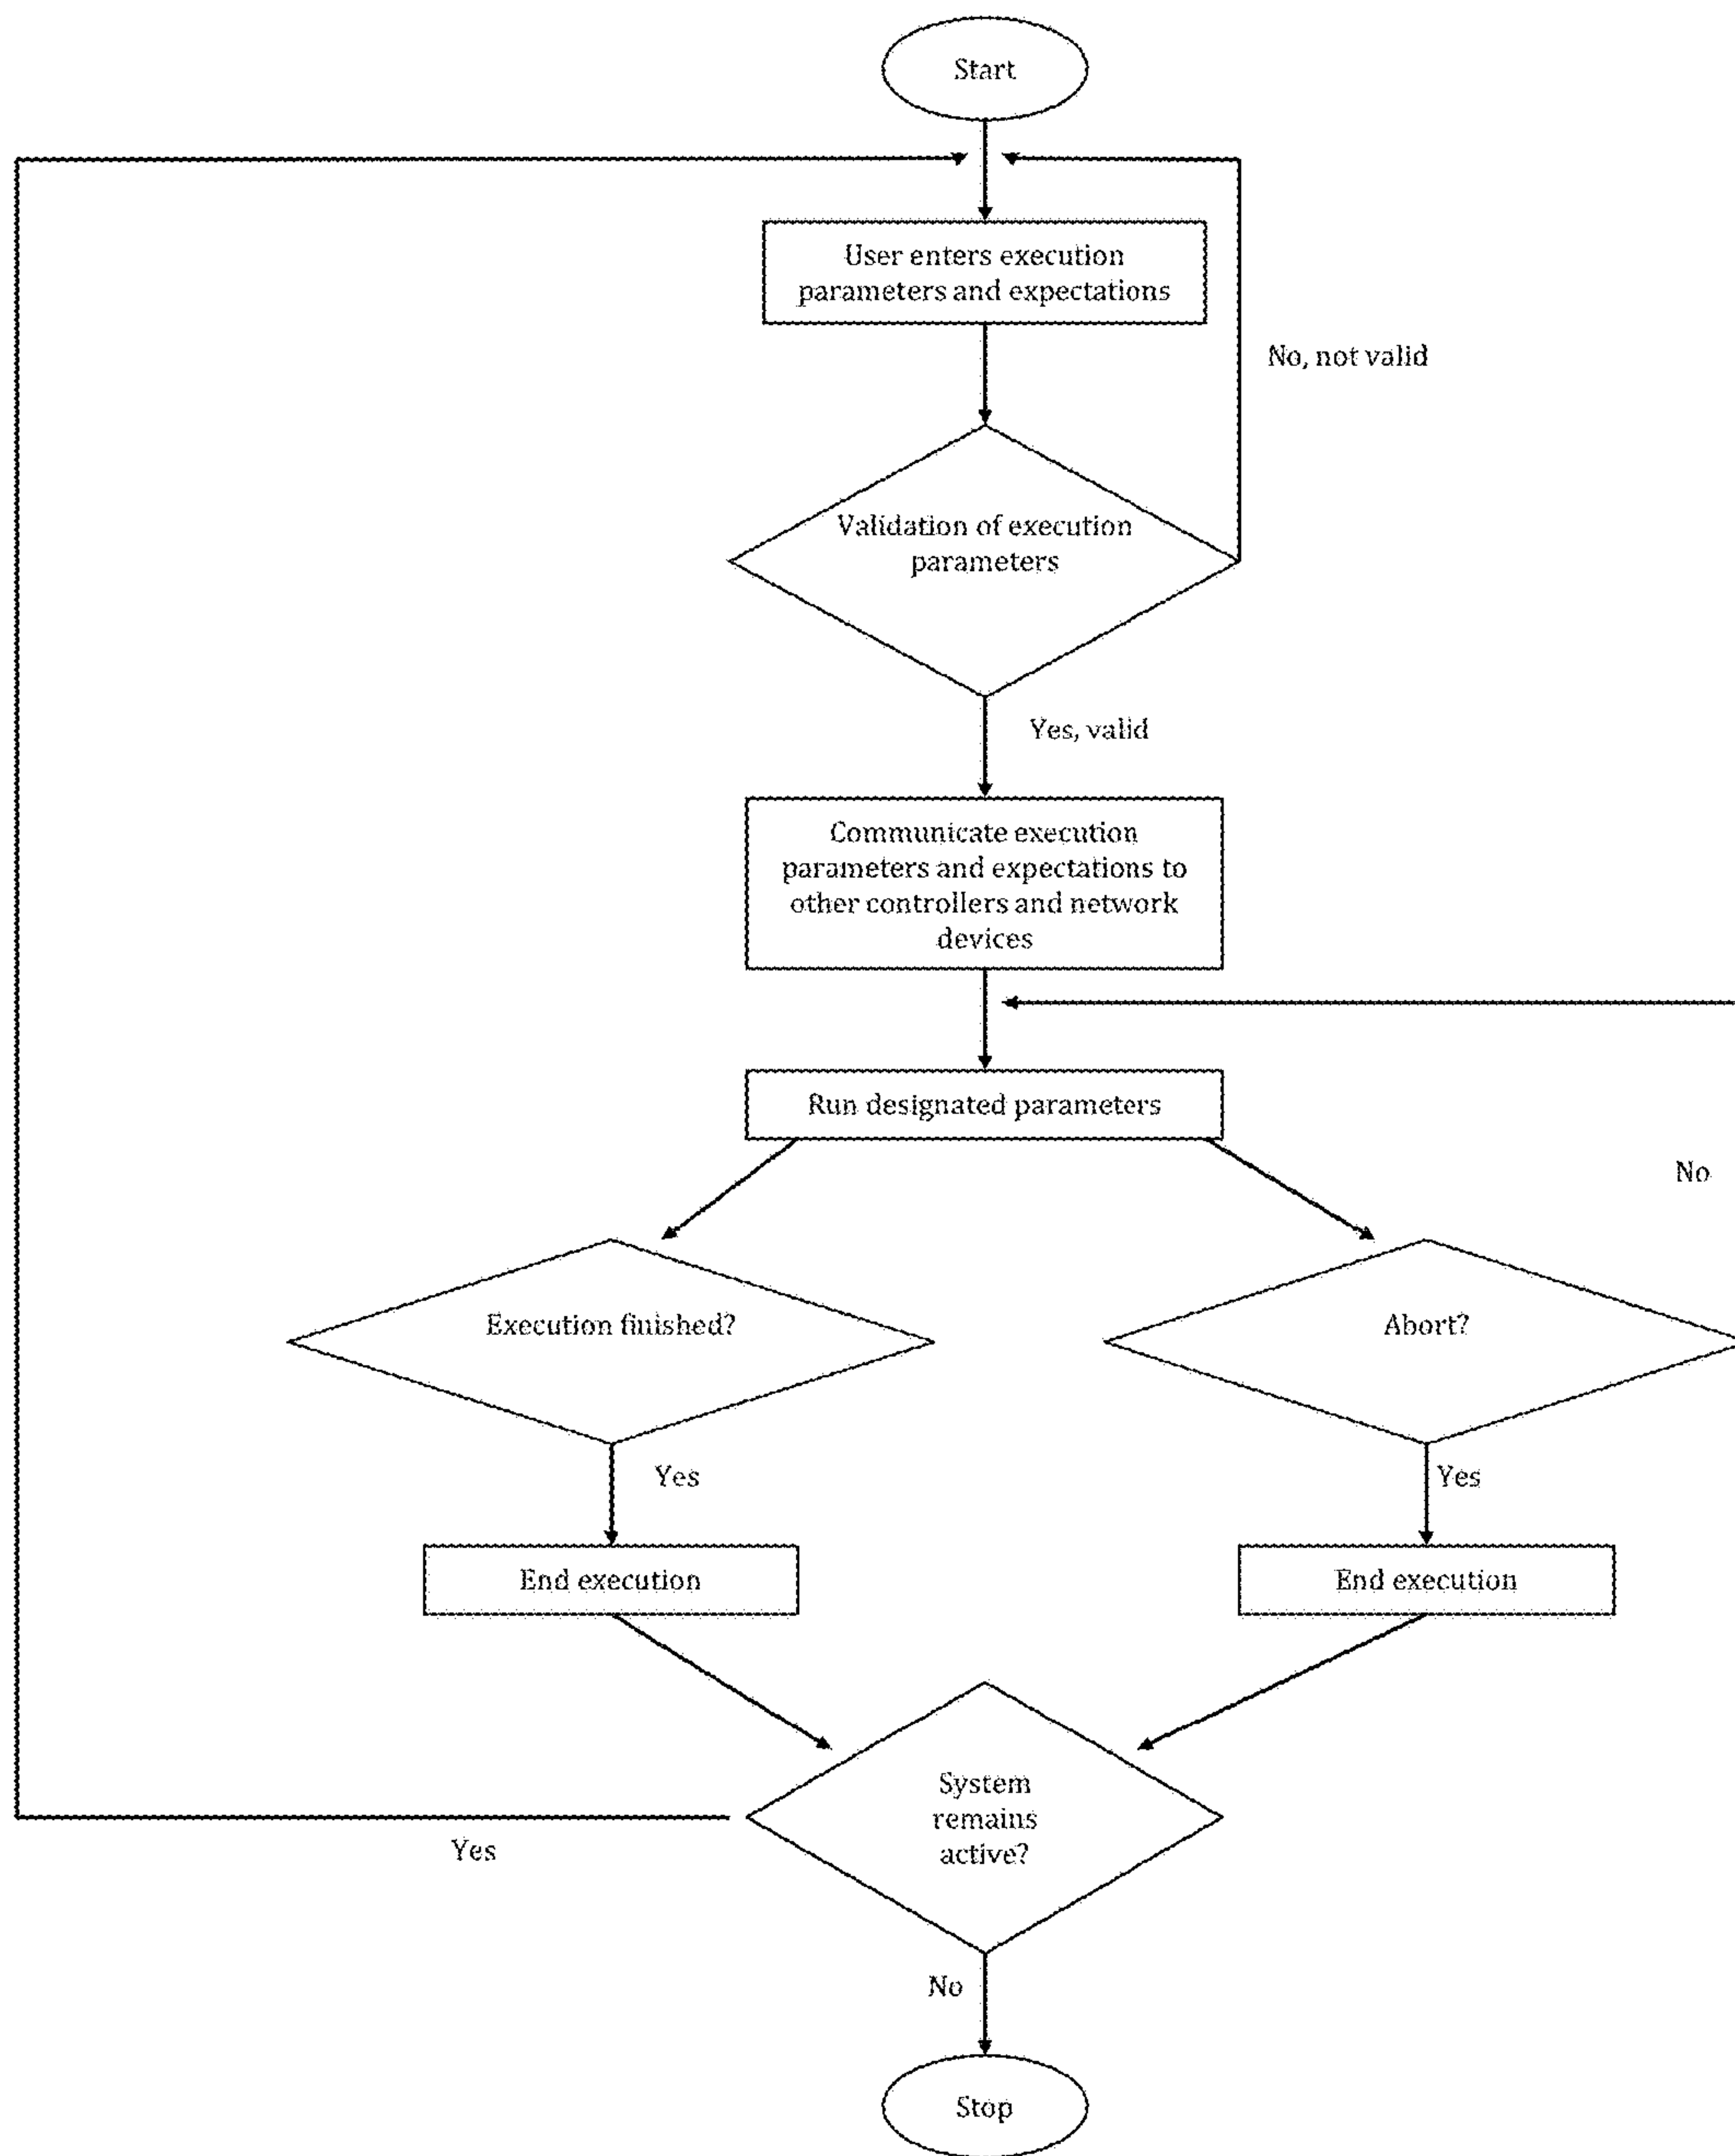 Start
User enters execution
parameters and expectations
No, not valid
Validation of execution
parameters
Yes, valid
Communicate execution
parameters and expectations to
other controllers and network
devices
Run designated parameters
No
Execution finished?
Abort?
Yes
Yes
End execution
End execution
System
remains
active?
Yes
No
Stop